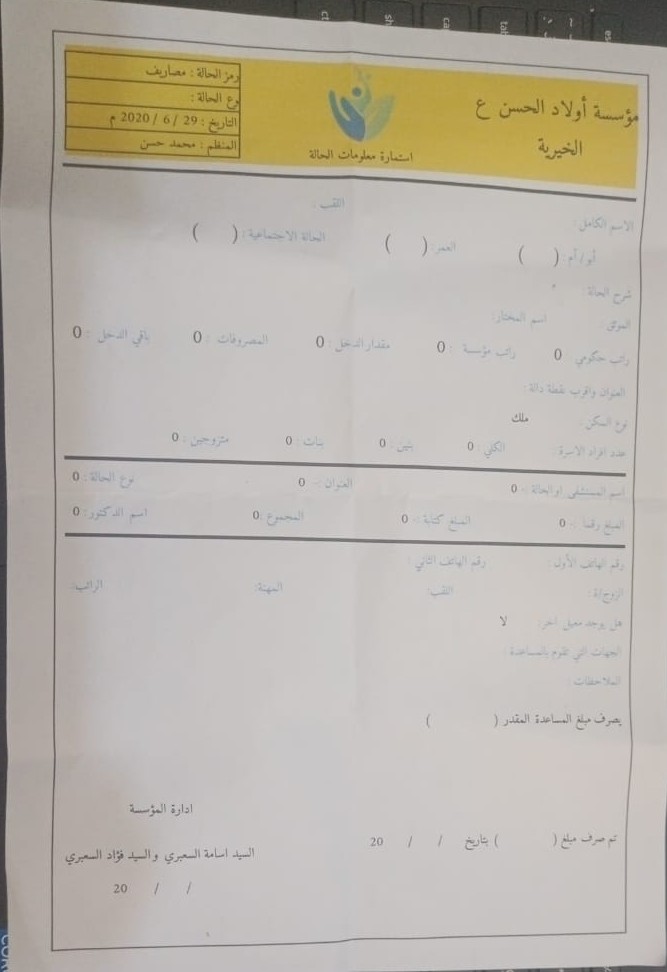 مؤسسة أولاد الحسن ع
الخيرية
استمارة معلومات الحالة
رمز الحالة : مصاريف
نوع الحالة :
التاريخ : 29 / 6 / 2020 م
المنظم : محمد حسن
الاسم الكامل : اللقب :
أبو / أم : ( ) العمر : ( ) الحالة الاجتماعية : ( )
شرح الحالة :
الموثق : اسم المختار :
راتب حكومي : 0 راتب مؤسسة : 0 مقدار الدخل : 0 المصروفات : 0 باقي الدخل : 0
العنوان واقرب نقطة دالة :
نوع السكن : ملك
عدد افراد الاسرة : الكلي : 0 بنين : 0 بنات : 0 متزوجين : 0
اسم المستشفى او الحالة :- 0 العنوان :- 0 نوع الحالة : 0
المبلغ رقما :- 0 المبلغ كتابة :- 0 المجموع : 0 اسم الدكتور : 0
رقم الهاتف الأول : رقم الهاتف الثاني :
الزوج/ة : اللقب: المهنة: الراتب:
هل يوجد معيل اخر: لا
الجهات التي تقوم بالمساعدة :
الملاحظات :
يصرف مبلغ المساعدة المقدر ( )
ادارة المؤسسة
تم صرف مبلغ ( ) بتاريخ / / 20
السيد اسامة السعبري والسيد فؤاد السعبري
/ / 20